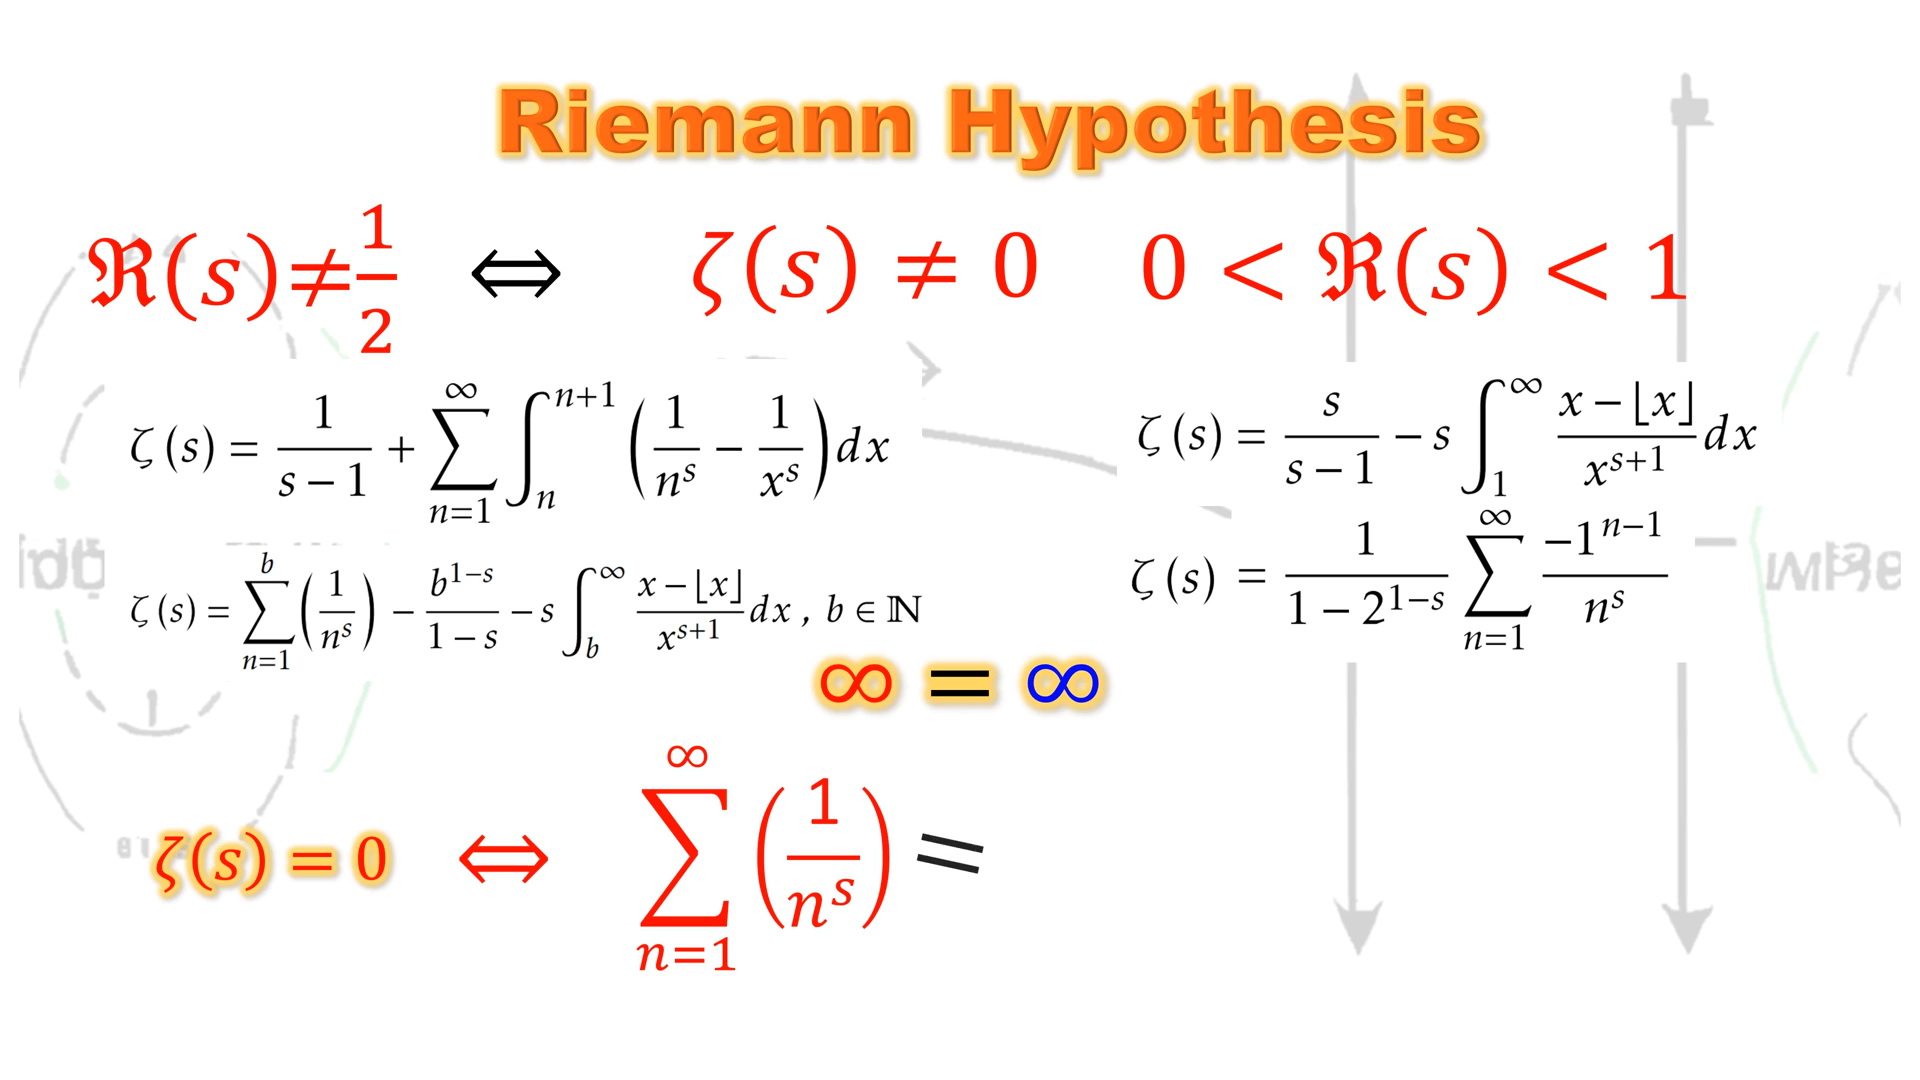 Riemann Hypothesis
ℜ(s)≠1/2 ⇔ ζ(s) ≠ 0 0 < ℜ(s) < 1
ζ(s) = 1/(s−1) + ∑_{n=1}^{∞} ∫_{n}^{n+1} (1/n^s − 1/x^s) dx
ζ(s) = s/(s−1) − s ∫_{1}^{∞} (x−⌊x⌋)/x^{s+1} dx
ζ(s) = ∑_{n=1}^{b} (1/n^s) − b^{1−s}/(1−s) − s ∫_{b}^{∞} (x−⌊x⌋)/x^{s+1} dx , b ∈ ℕ
ζ(s) = 1/(1−2^{1−s}) ∑_{n=1}^{∞} −1^{n−1}/n^s
∞ = ∞
ζ(s) = 0 ⇔ ∑_{n=1}^{∞} (1/n^s) =